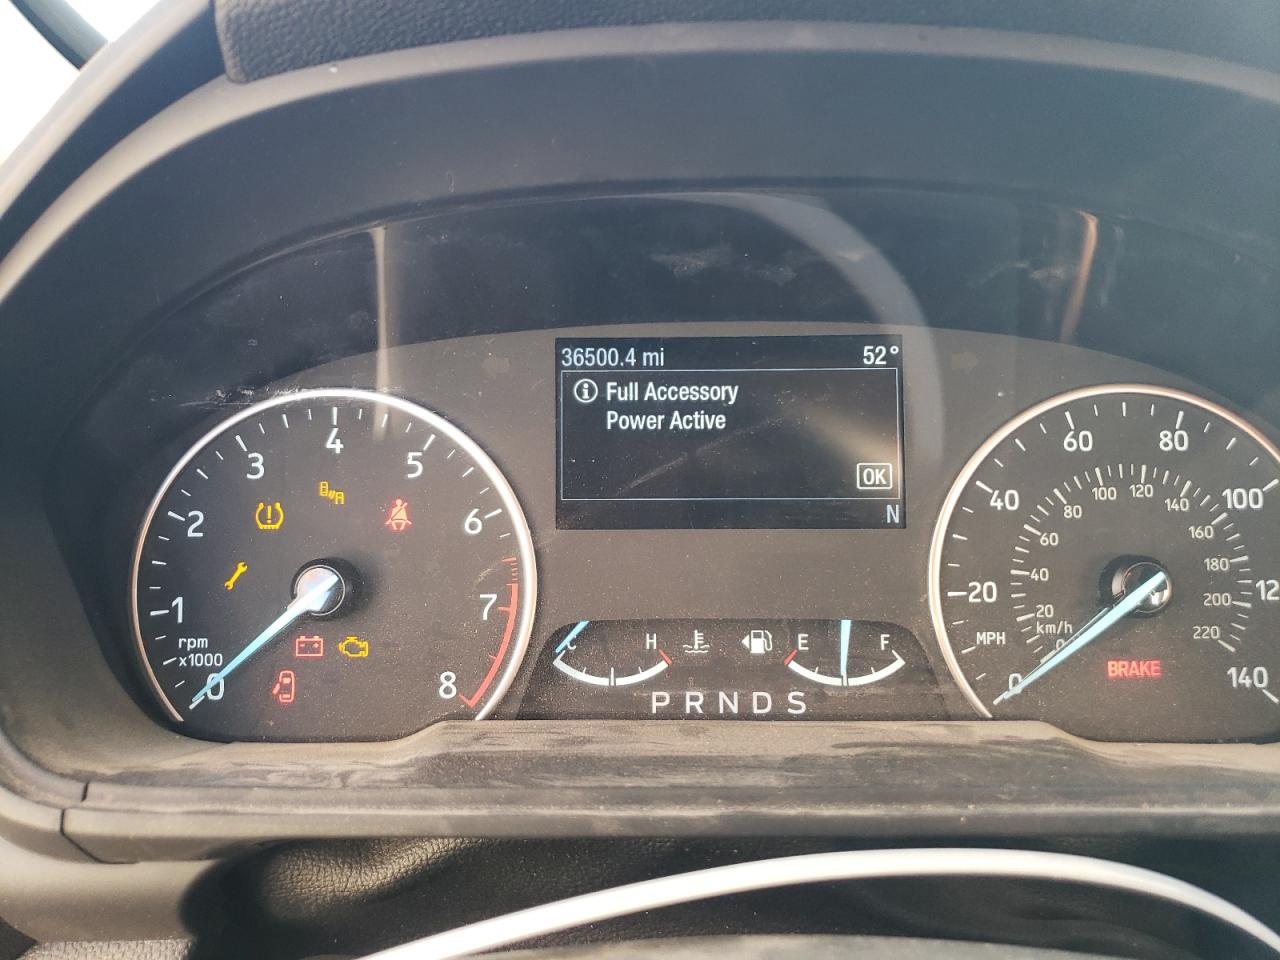 36500.4 mi 52°
Full Accessory
Power Active
OK
N
0 1 2 3 4 5 6 7 8
rpm
x1000
C H E F
P R N D S
0 20 40 60 80 100 12 140
MPH
20 40 60 80 100 120 140 160 180 200 220
km/h
BRAKE